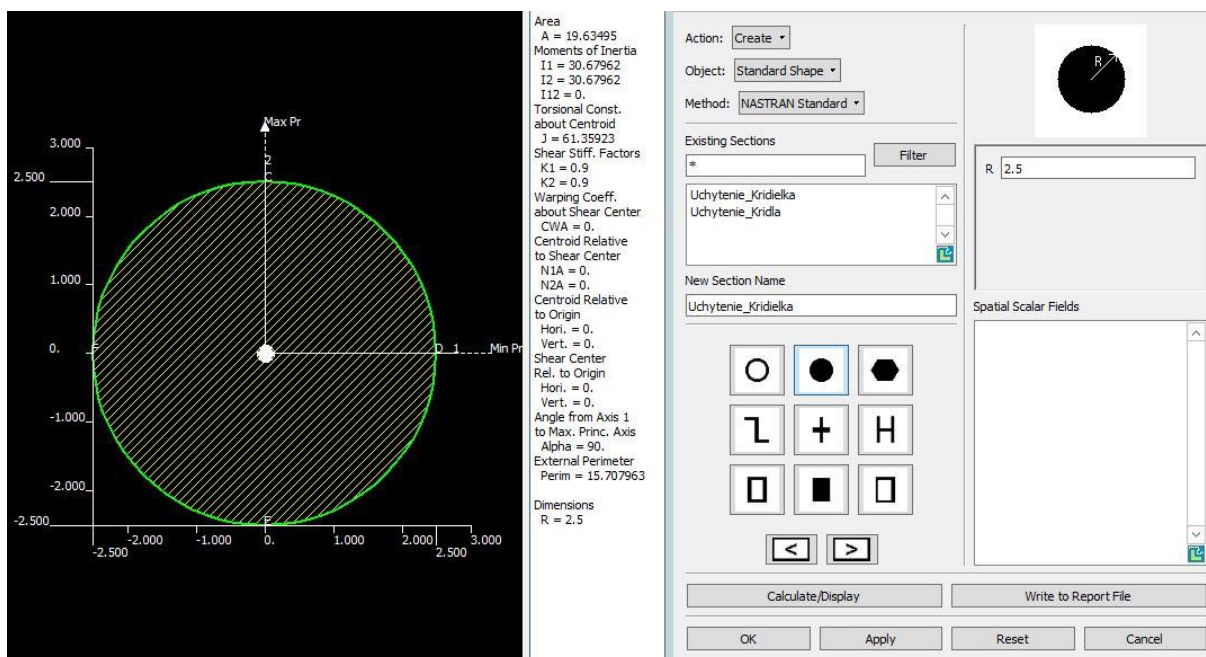 Max Pr
3.000
2
C
2.500
2.000
1.000
0.
F
D
1
Min Pr
-1.000
-2.000
-2.500
E
-2.500
-2.000
-1.000
0.
1.000
2.000
2.500
3.000
Area
A = 19.63495
Moments of Inertia
I1 = 30.67962
I2 = 30.67962
I12 = 0.
Torsional Const.
about Centroid
J = 61.35923
Shear Stiff. Factors
K1 = 0.9
K2 = 0.9
Warping Coeff.
about Shear Center
CWA = 0.
Centroid Relative
to Shear Center
N1A = 0.
N2A = 0.
Centroid Relative
to Origin
Hori. = 0.
Vert. = 0.
Shear Center
Rel. to Origin
Hori. = 0.
Vert. = 0.
Angle from Axis 1
to Max. Princ. Axis
Alpha = 90.
External Perimeter
Perim = 15.707963
Dimensions
R = 2.5
Action: Create
Object: Standard Shape
Method: NASTRAN Standard
Existing Sections
*
Filter
Uchytenie_Kridielka
Uchytenie_Kridla
New Section Name
Uchytenie_Kridielka
< >
R
R 2.5
Spatial Scalar Fields
Calculate/Display
Write to Report File
OK
Apply
Reset
Cancel